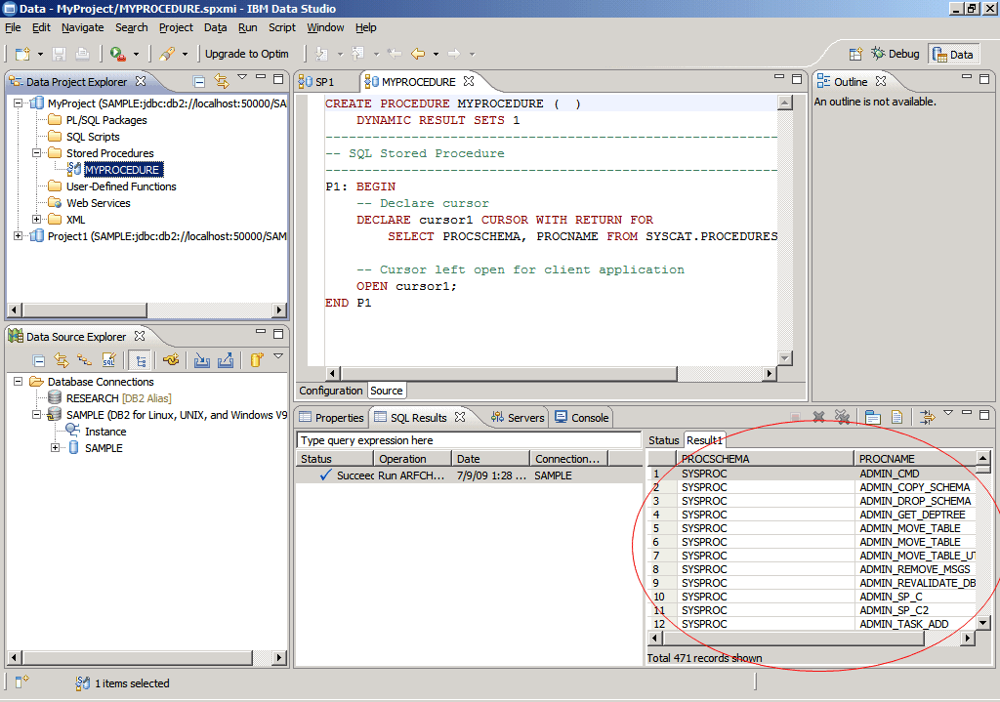 Data - MyProject/MYPROCEDURE.spxmi - IBM Data Studio
File Edit Navigate Search Project Data Run Script Window Help
Upgrade to Optim
Debug
Data
Data Project Explorer
MyProject (SAMPLE:jdbc:db2://localhost:50000/SA
PL/SQL Packages
SQL Scripts
Stored Procedures
MYPROCEDURE
User-Defined Functions
Web Services
XML
Project1 (SAMPLE:jdbc:db2://localhost:50000/SAM
SP1
MYPROCEDURE
CREATE PROCEDURE MYPROCEDURE ( )
DYNAMIC RESULT SETS 1
------------------------------------------------------------------------
-- SQL Stored Procedure
------------------------------------------------------------------------
P1: BEGIN
-- Declare cursor
DECLARE cursor1 CURSOR WITH RETURN FOR
SELECT PROCSCHEMA, PROCNAME FROM SYSCAT.PROCEDURES
-- Cursor left open for client application
OPEN cursor1;
END P1
Configuration Source
Outline
An outline is not available.
Data Source Explorer
SQL
Database Connections
RESEARCH [DB2 Alias]
SAMPLE (DB2 for Linux, UNIX, and Windows V9
Instance
SAMPLE
Properties SQL Results Servers Console
Type query expression here
Status Operation Date Connection...
Succeed Run ARFCH... 7/9/09 1:28 ... SAMPLE
Status Result1
PROCSCHEMA PROCNAME
1 SYSPROC ADMIN_CMD
2 SYSPROC ADMIN_COPY_SCHEMA
3 SYSPROC ADMIN_DROP_SCHEMA
4 SYSPROC ADMIN_GET_DEPTREE
5 SYSPROC ADMIN_MOVE_TABLE
6 SYSPROC ADMIN_MOVE_TABLE
7 SYSPROC ADMIN_MOVE_TABLE_UT
8 SYSPROC ADMIN_REMOVE_MSGS
9 SYSPROC ADMIN_REVALIDATE_DB
10 SYSPROC ADMIN_SP_C
11 SYSPROC ADMIN_SP_C2
12 SYSPROC ADMIN_TASK_ADD
Total 471 records shown
1 items selected